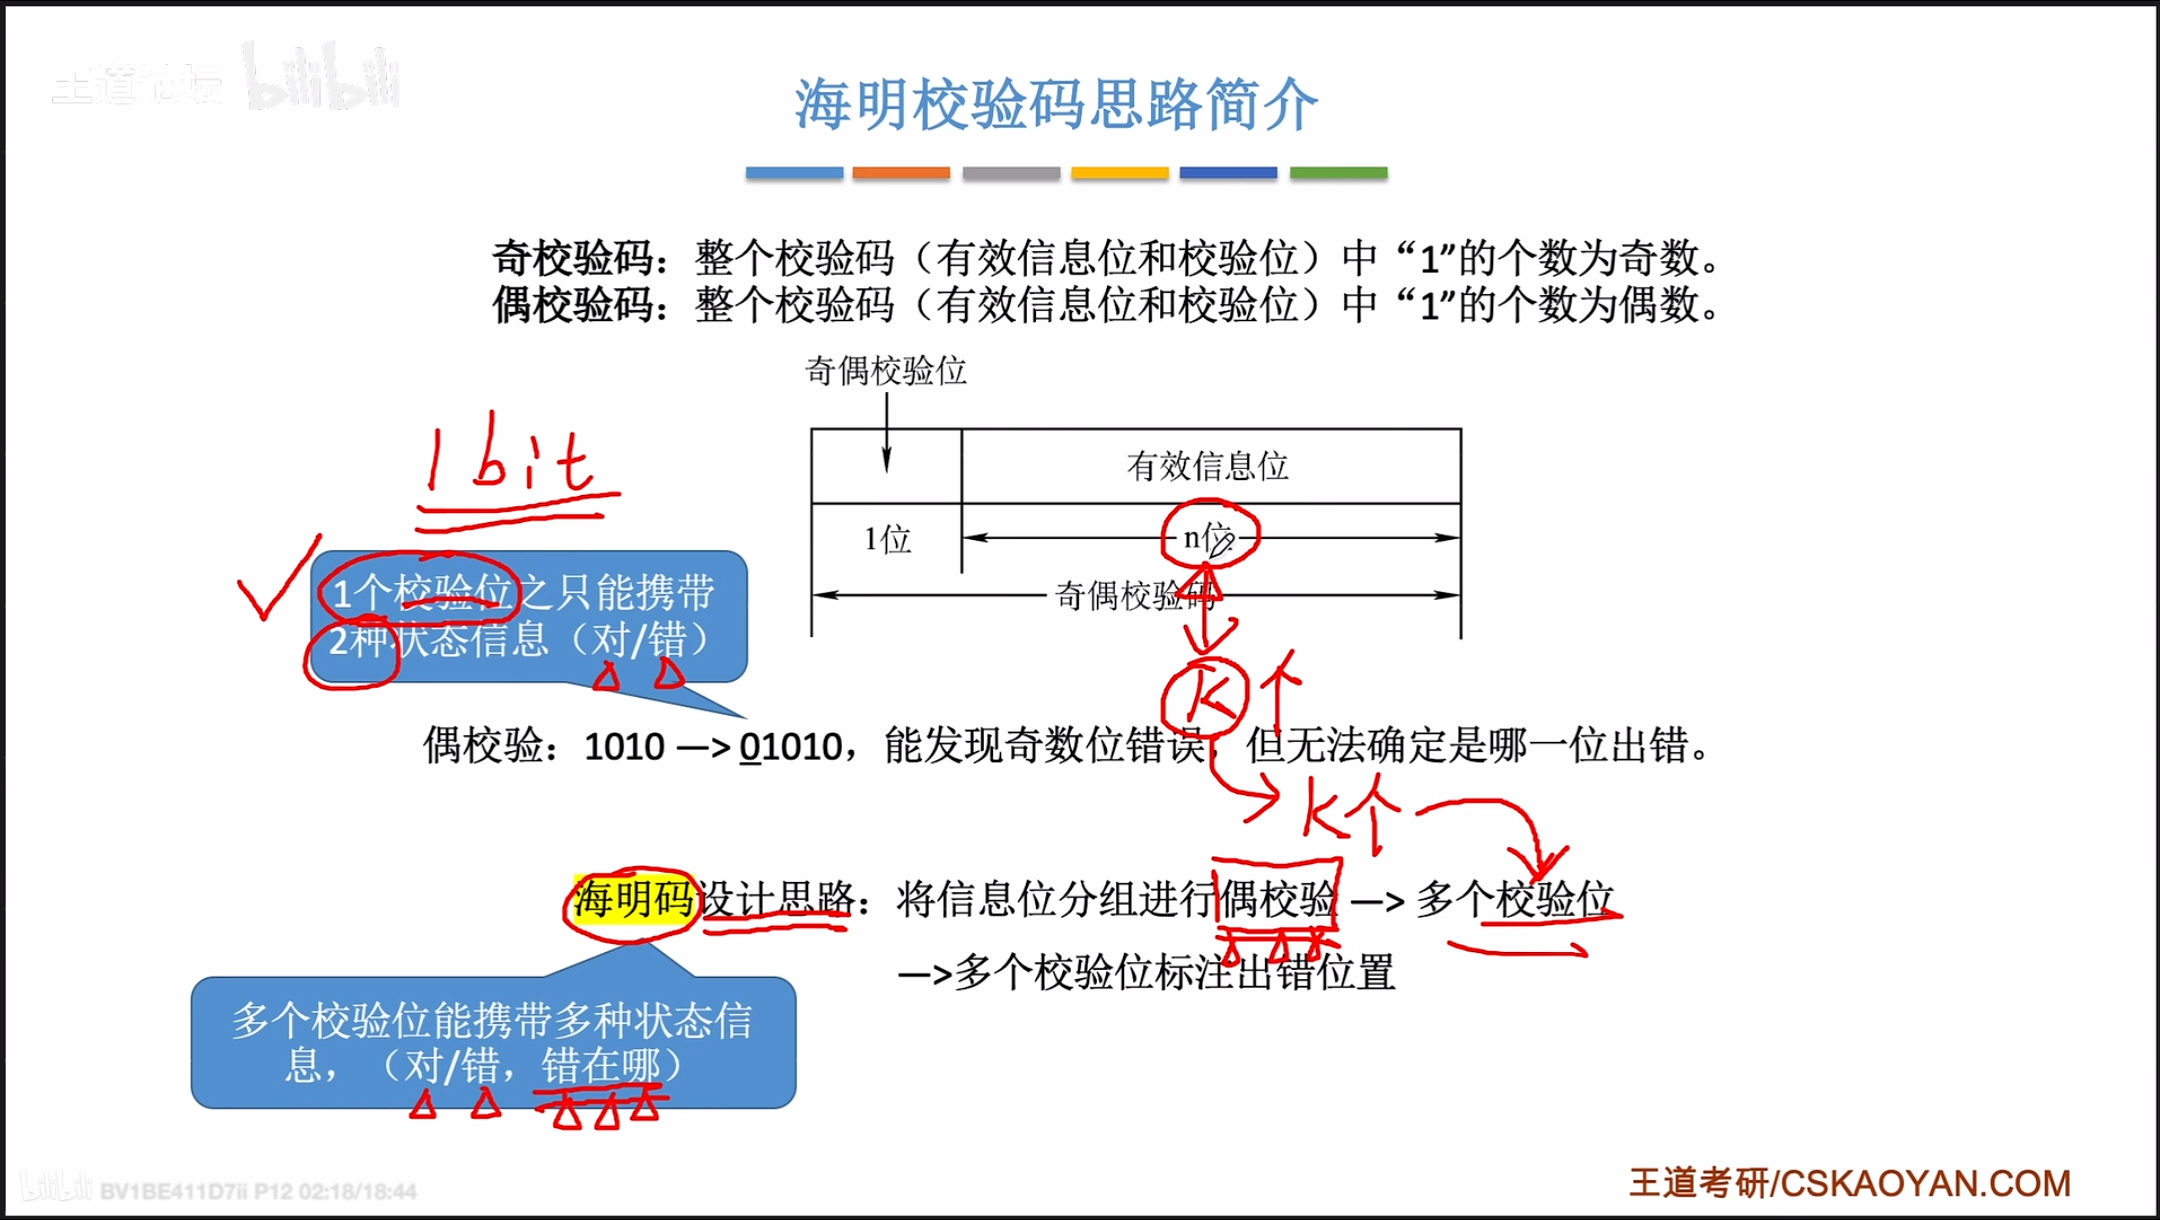 王道论坛 bilibili
海明校验码思路简介
奇校验码：整个校验码（有效信息位和校验位）中“1”的个数为奇数。
偶校验码：整个校验码（有效信息位和校验位）中“1”的个数为偶数。
奇偶校验位
有效信息位
1位
n位
奇偶校验码
1 bit
1个校验位之只能携带
2种状态信息（对/错）
K个
偶校验：1010 —> 01010，能发现奇数位错误，但无法确定是哪一位出错。
K个
海明码设计思路：将信息位分组进行偶校验 —> 多个校验位
—>多个校验位标注出错位置
多个校验位能携带多种状态信
息，（对/错，错在哪）
王道考研/CSKAOYAN.COM
bilibili BV1BE411D7ii P12 02:18/18:44